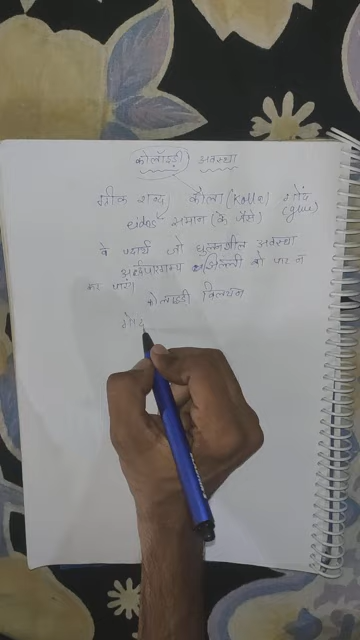 कोलॉइडी अवस्था
ग्रीक शब्द कौला (Kolla) गोंद (glue)
eidos समान (के जैसे)
वे पदार्थ जो घुलनशील अवस्था
अर्द्धपारगम्य झिल्ली को पार न
कर पाएं
कोलाइडी विलयन
गोंद